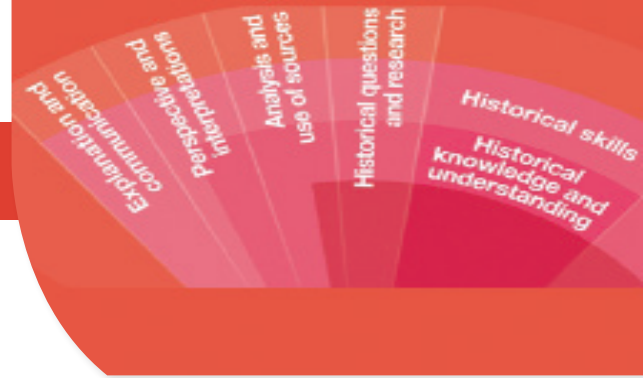 Explanation and
communication
Perspective and
interpretations
Analysis and
use of sources
Historical questions
and research
Historical skills
Historical
knowledge and
understanding